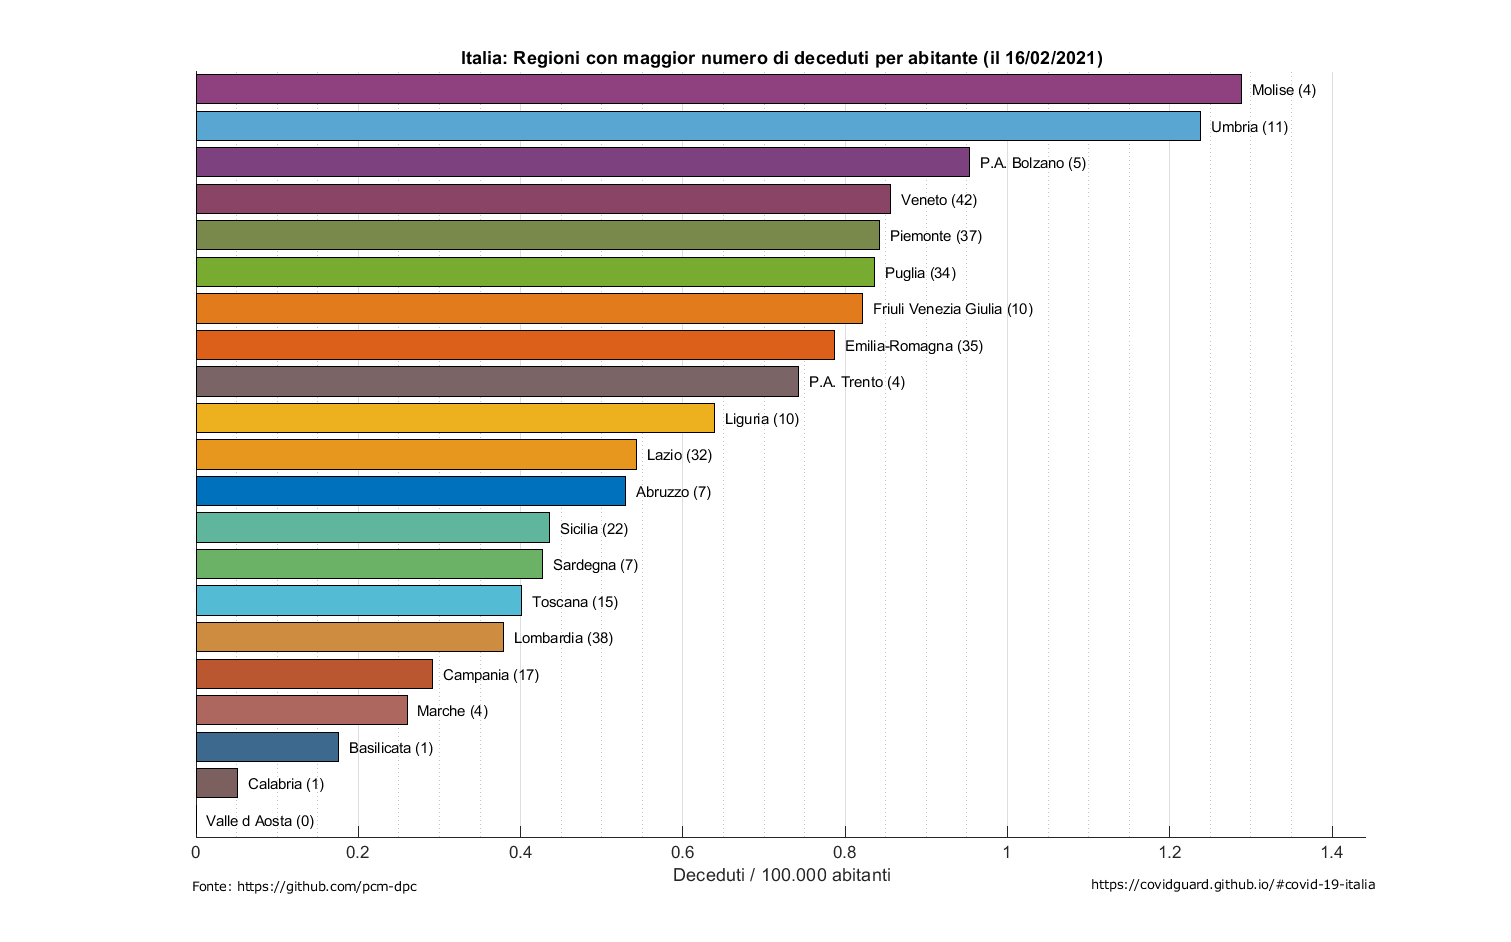 Italia: Regioni con maggior numero di deceduti per abitante (il 16/02/2021)
Molise (4)
Umbria (11)
P.A. Bolzano (5)
Veneto (42)
Piemonte (37)
Puglia (34)
Friuli Venezia Giulia (10)
Emilia-Romagna (35)
P.A. Trento (4)
Liguria (10)
Lazio (32)
Abruzzo (7)
Sicilia (22)
Sardegna (7)
Toscana (15)
Lombardia (38)
Campania (17)
Marche (4)
Basilicata (1)
Calabria (1)
Valle d Aosta (0)
0 0.2 0.4 0.6 0.8 1 1.2 1.4
Deceduti / 100.000 abitanti
Fonte: https://github.com/pcm-dpc
https://covidguard.github.io/#covid-19-italia